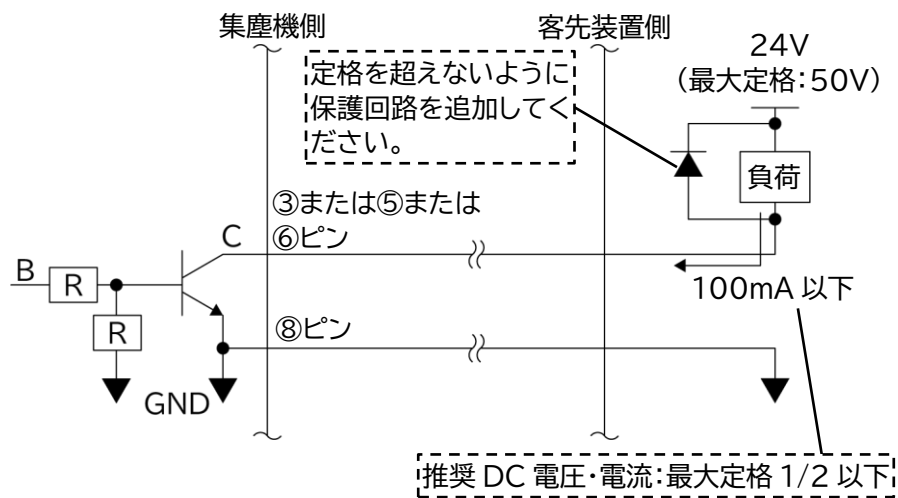 集塵機側
客先装置側
24V
（最大定格：50V）
定格を超えないように
保護回路を追加してく
ださい。
負荷
③または⑤または
⑥ピン
C
B
R
R
100mA 以下
⑧ピン
GND
推奨 DC 電圧・電流：最大定格 1/2 以下